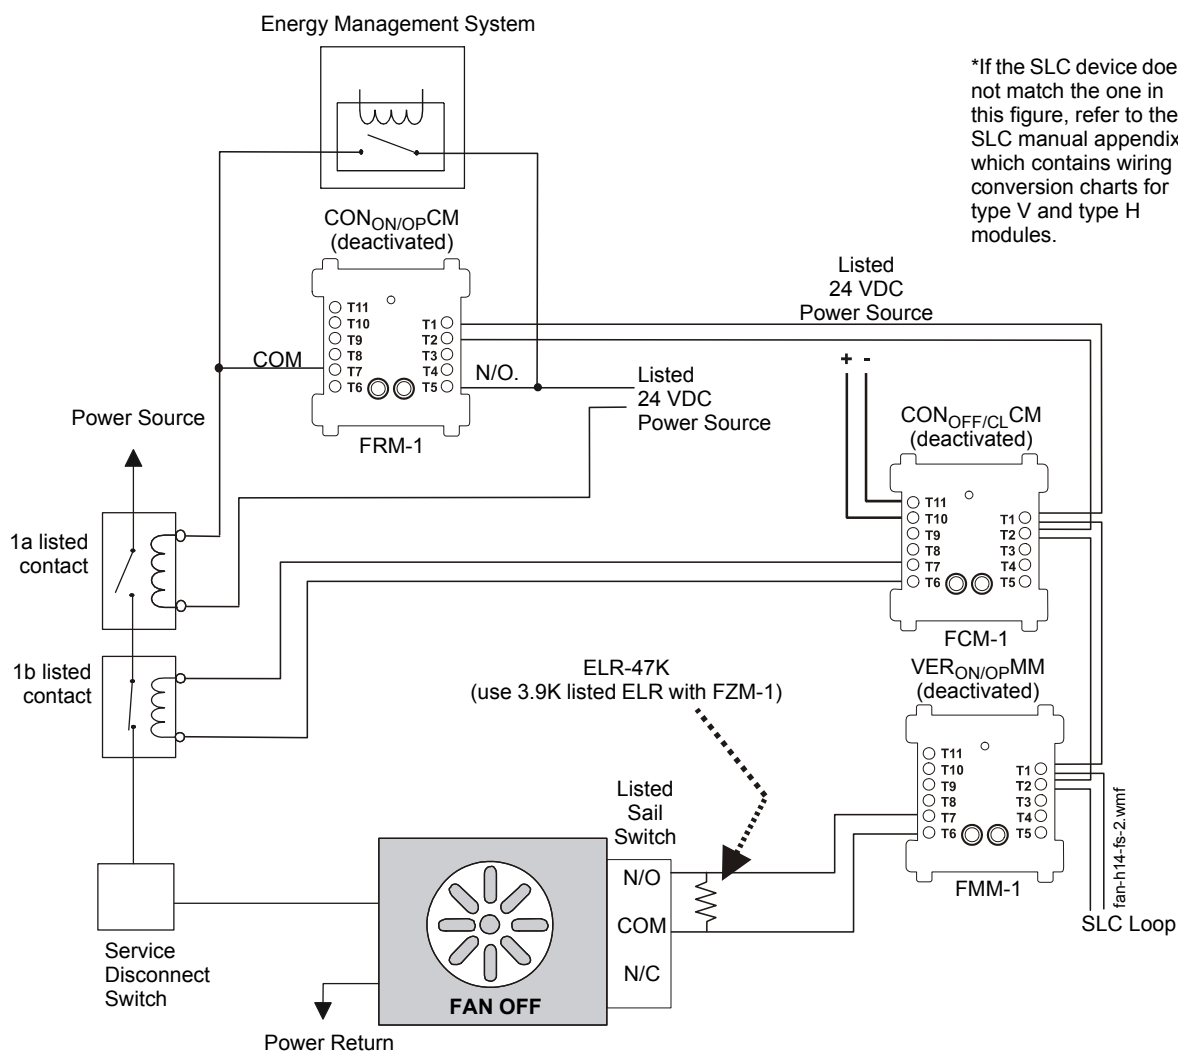 Energy Management System
*If the SLC device doe
not match the one in
this figure, refer to the
SLC manual appendix
which contains wiring
conversion charts for
type V and type H
modules.
CONON/OPCM
(deactivated)
T11
T10
T9
T8
T7
T6
T1
T2
T3
T4
T5
COM
N/O.
FRM-1
Listed
24 VDC
Power Source
Listed
24 VDC
Power Source
+ -
Power Source
CONOFF/CLCM
(deactivated)
T11
T10
T9
T8
T7
T6
T1
T2
T3
T4
T5
FCM-1
1a listed
contact
1b listed
contact
ELR-47K
(use 3.9K listed ELR with FZM-1)
VERON/OPMM
(deactivated)
T11
T10
T9
T8
T7
T6
T1
T2
T3
T4
T5
FMM-1
fan-h14-fs-2.wmf
SLC Loop
Listed
Sail
Switch
N/O
COM
N/C
FAN OFF
Service
Disconnect
Switch
Power Return